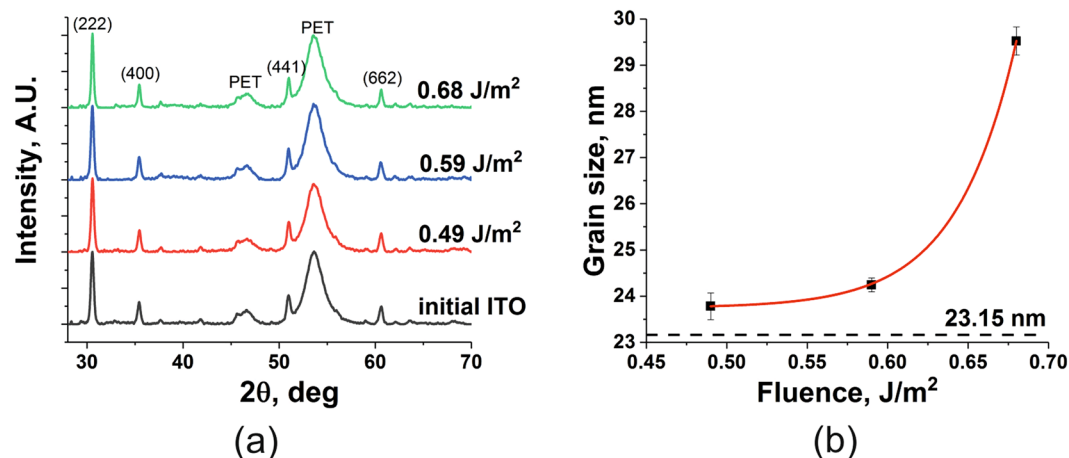 (222)
(400)
PET
(441)
PET
(662)
0.68 J/m²
0.59 J/m²
0.49 J/m²
initial ITO
Intensity, A.U.
30 40 50 60 70
2θ, deg
(a)
30
29
28
27
26
25
24
23
Grain size, nm
23.15 nm
0.45 0.50 0.55 0.60 0.65 0.70
Fluence, J/m²
(b)